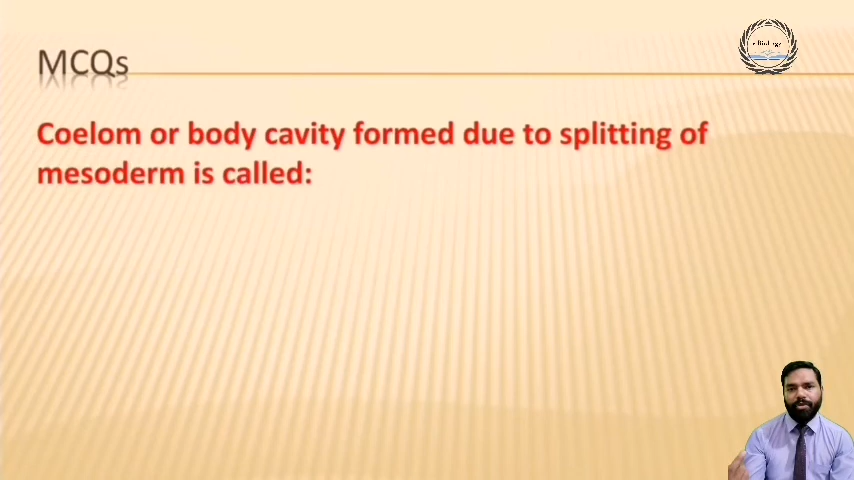 MCQs
Coelom or body cavity formed due to splitting of
mesoderm is called: